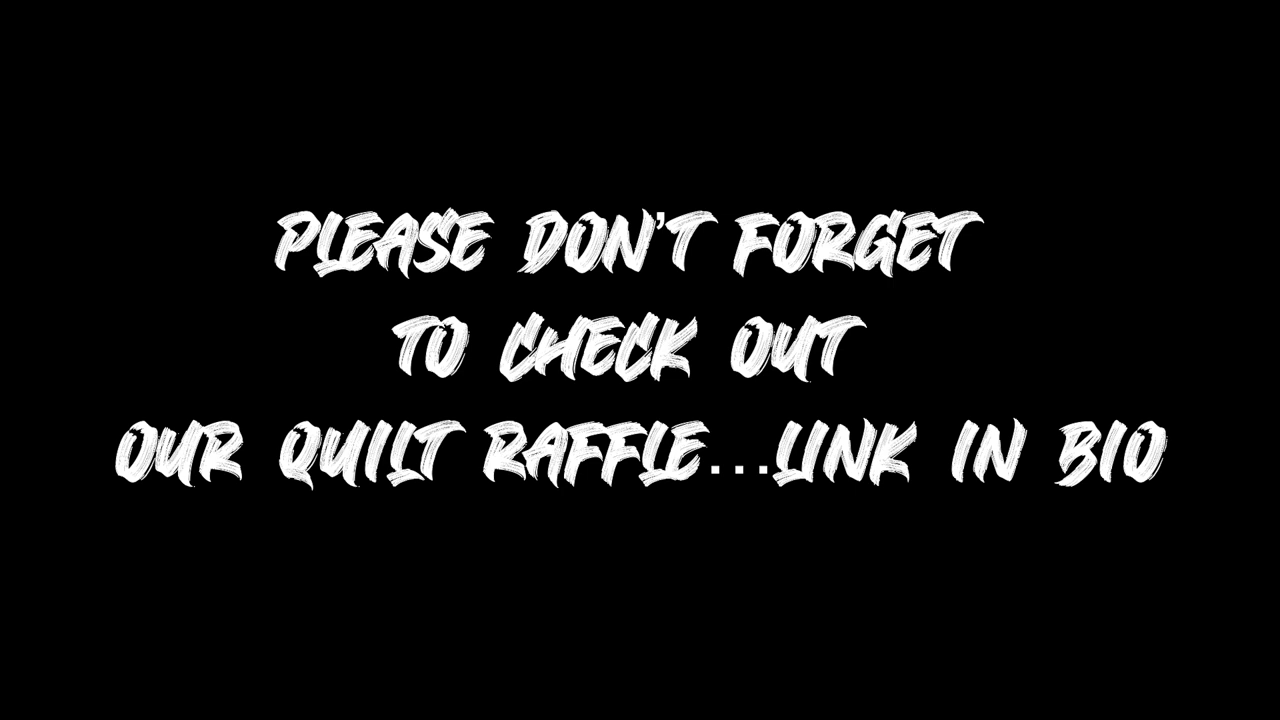 PLEASE DON'T FORGET
TO CHECK OUT
OUR QUILT RAFFLE...LINK IN BIO